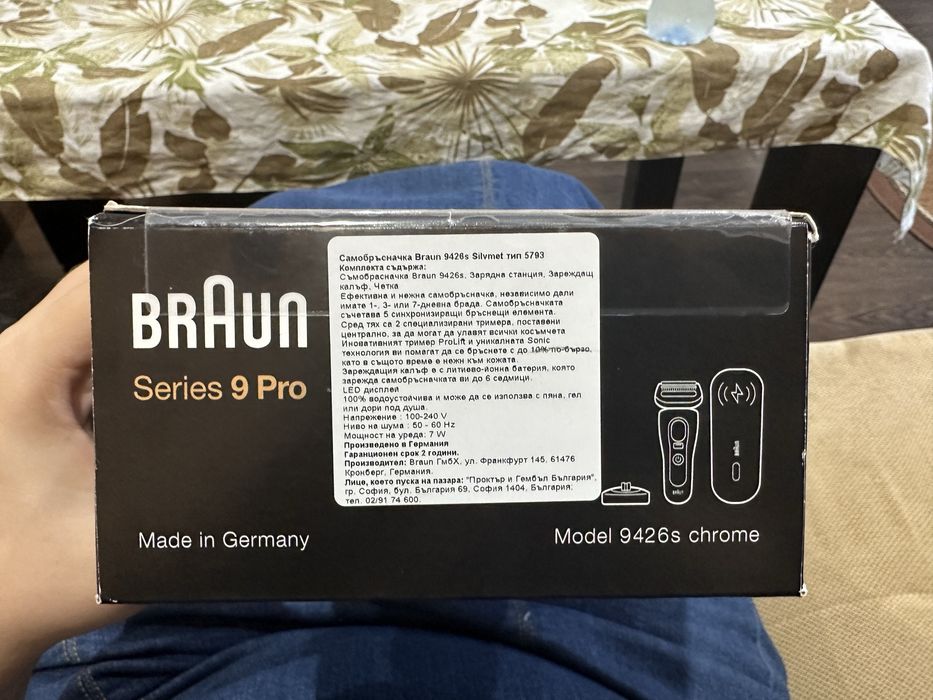 BRAUN
Series 9 Pro
Самобръсначка Braun 9426s Silvmet тип 5793
Комплекта съдържа:
Съмобрасначка Braun 9426s, Зарядна станция, Зареждащ
калъф, Четка
Ефективна и нежна самобръсначка, независимо дали
имате 1-, 3- или 7-дневна брада. Самобръсначката
съчетава 5 синхронизиращи бръснещи елемента.
Сред тях са 2 специализирани тримера, поставени
централно, за да могат да улавят всички косъмчета
Иновативният тример ProLift и уникалната Sonic
технология ви помагат да се бръснете с до 10% по-бързо,
като в същото време е нежн към кожата.
Зареждащия калъф е с литиево-йонна батерия, която
зарежда самобръсначката ви до 6 седмици.
LED дисплей
100% водоустойчива и може да се използва с пяна, гел
или дори под душа.
Напрежение : 100-240 V
Ниво на шума : 50 - 60 Hz
Мощност на уреда: 7 W
Произведено в Германия
Гаранционен срок 2 години.
Производител: Braun ГмбХ, ул. Франкфурт 145, 61476
Кронберг, Германия.
Лице, което пуска на пазара: "Проктър и Гембъл България",
гр. София, бул. България 69, София 1404, България;
тел. 02/91 74 600.
BRAUN
BRAUN
Made in Germany
Model 9426s chrome